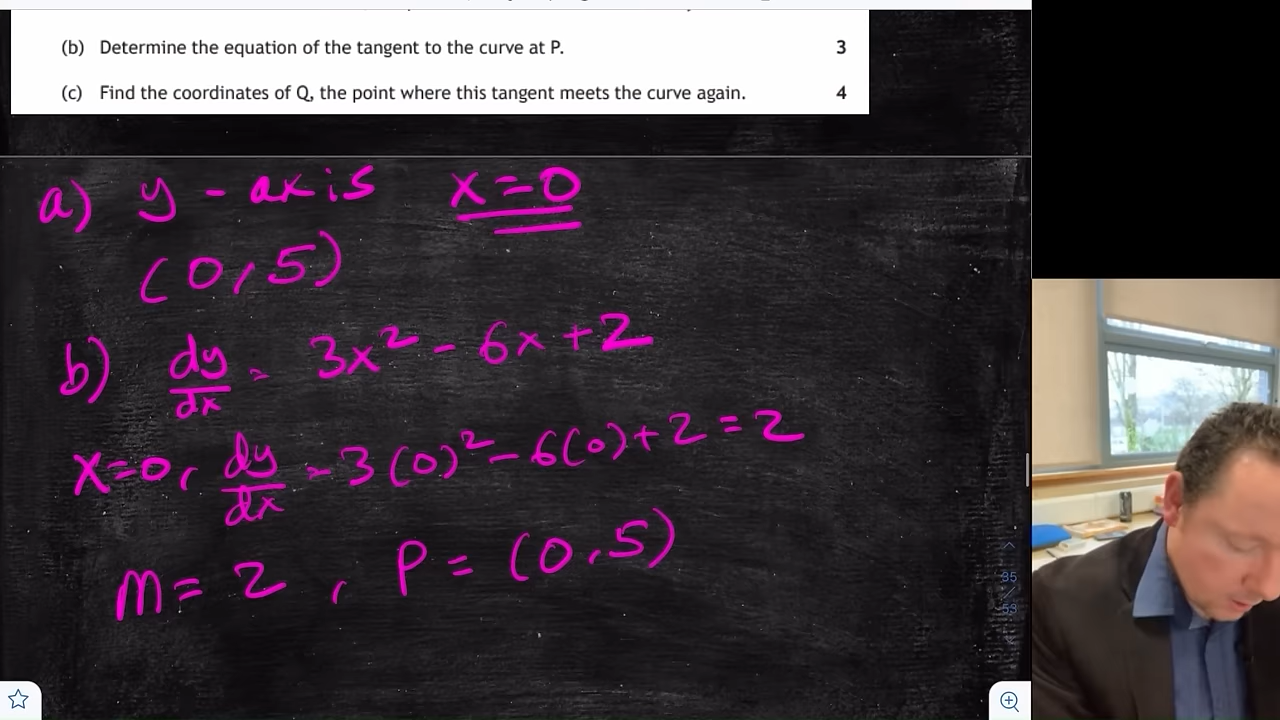 (b) Determine the equation of the tangent to the curve at P. 3
(c) Find the coordinates of Q, the point where this tangent meets the curve again. 4
a) y - axis x=0
(0,5)
b) dy/dx = 3x² - 6x + 2
x=0, dy/dx = 3(0)² - 6(0) + 2 = 2
m = 2, P = (0,5)
35
/
53